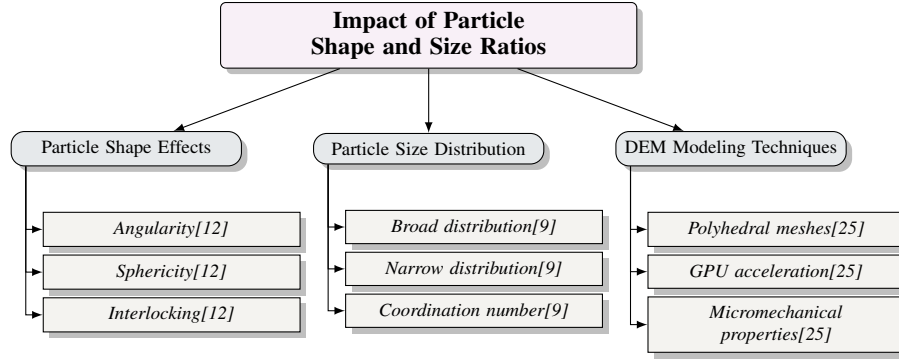 Impact of Particle
Shape and Size Ratios
Particle Shape Effects
Angularity[12]
Sphericity[12]
Interlocking[12]
Particle Size Distribution
Broad distribution[9]
Narrow distribution[9]
Coordination number[9]
DEM Modeling Techniques
Polyhedral meshes[25]
GPU acceleration[25]
Micromechanical
properties[25]